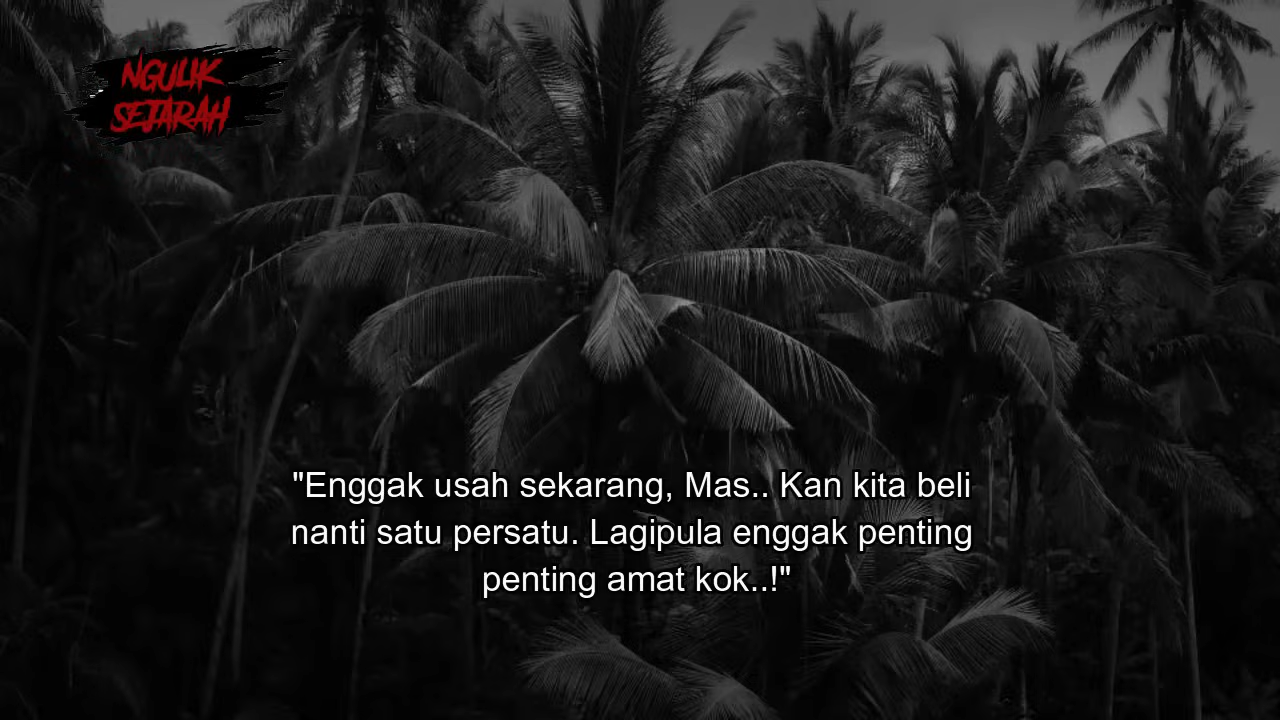 NGULIK
SEJARAH
"Enggak usah sekarang, Mas.. Kan kita beli
nanti satu persatu. Lagipula enggak penting
penting amat kok..!"